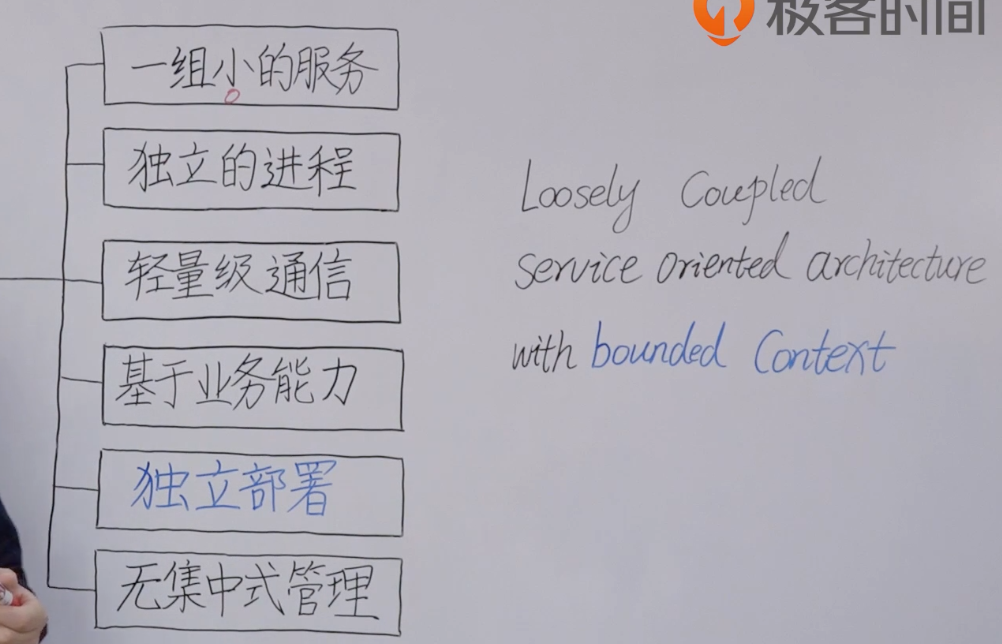 极客时间
一组小的服务
独立的进程
轻量级通信
基于业务能力
独立部署
无集中式管理
Loosely Coupled
service oriented architecture
with bounded Context